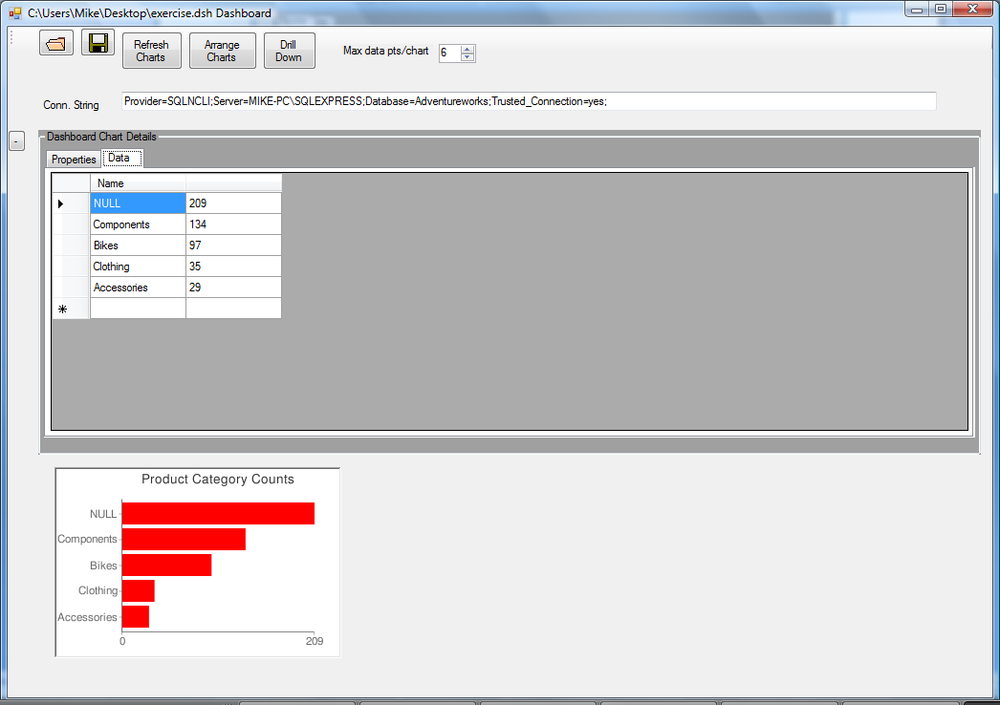 C:\Users\Mike\Desktop\exercise.dsh Dashboard
Refresh
Charts
Arrange
Charts
Drill
Down
Max data pts/chart 6
Conn. String Provider=SQLNCLI;Server=MIKE-PC\SQLEXPRESS;Database=Adventureworks;Trusted_Connection=yes;
-
Dashboard Chart Details
Properties Data
Name
NULL 209
Components 134
Bikes 97
Clothing 35
Accessories 29
Product Category Counts
NULL
Components
Bikes
Clothing
Accessories
0 209